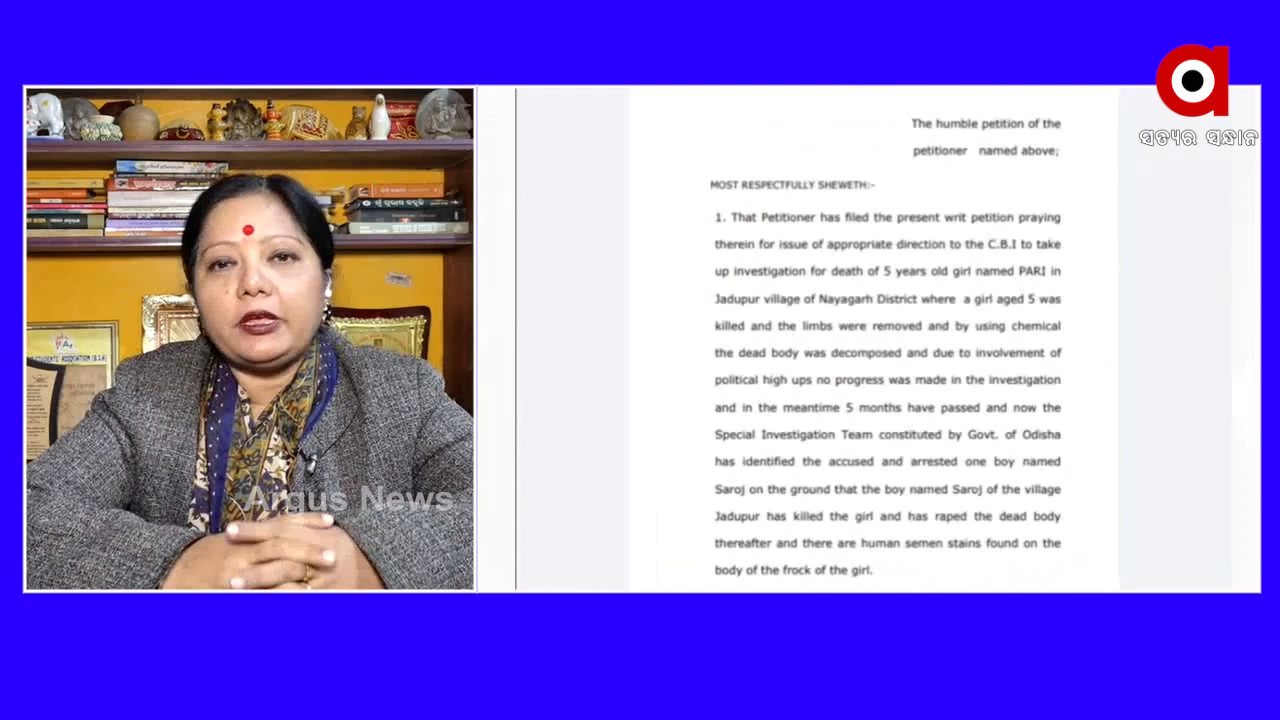 ସତ୍ୟର ସନ୍ଧାନ
The humble petition of the
petitioner named above;
MOST RESPECTFULLY SHEWETH:-
1. That Petitioner has filed the present writ petition praying
therein for issue of appropriate direction to the C.B.I to take
up investigation for death of 5 years old girl named PARI in
Jadupur village of Nayagarh District where a girl aged 5 was
killed and the limbs were removed and by using chemical
the dead body was decomposed and due to involvement of
political high ups no progress was made in the investigation
and in the meantime 5 months have passed and now the
Special Investigation Team constituted by Govt. of Odisha
has identified the accused and arrested one boy named
Saroj on the ground that the boy named Saroj of the village
Jadupur has killed the girl and has raped the dead body
thereafter and there are human semen stains found on the
body of the frock of the girl.
Argus News